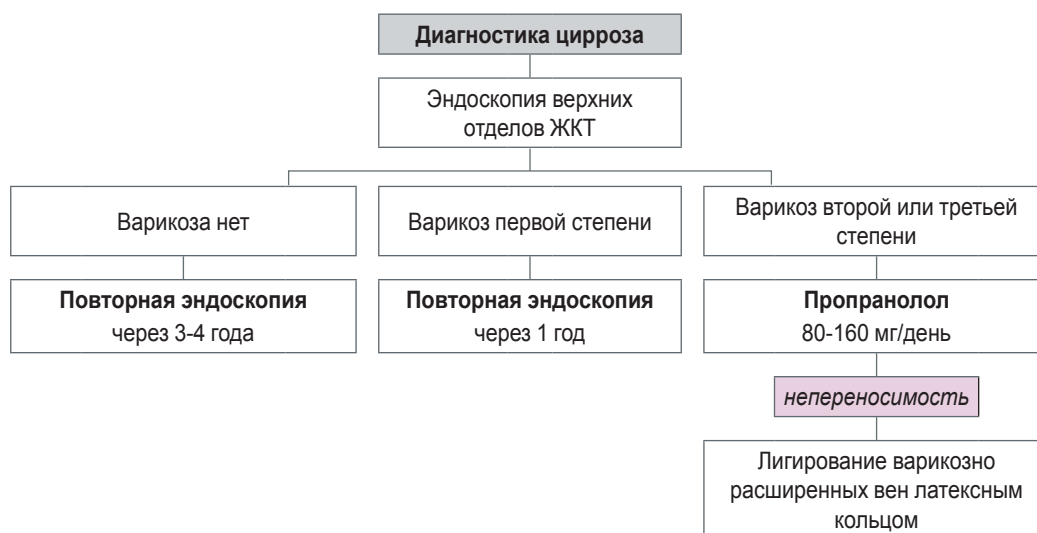 Диагностика цирроза
Эндоскопия верхних
отделов ЖКТ
Варикоза нет
Варикоз первой степени
Варикоз второй или третьей
степени
Повторная эндоскопия
через 3-4 года
Повторная эндоскопия
через 1 год
Пропранолол
80-160 мг/день
непереносимость
Лигирование варикозно
расширенных вен латексным
кольцом